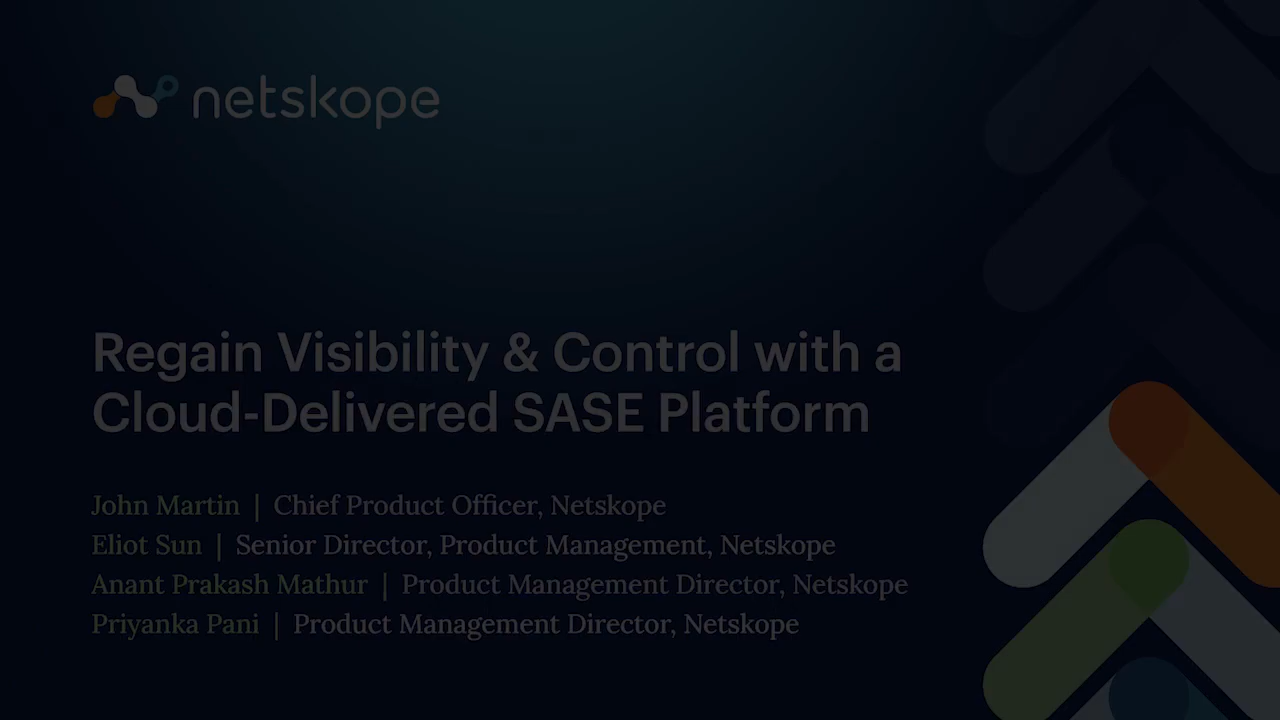 netskope
Regain Visibility & Control with a
Cloud-Delivered SASE Platform
John Martin | Chief Product Officer, Netskope
Eliot Sun | Senior Director, Product Management, Netskope
Anant Prakash Mathur | Product Management Director, Netskope
Priyanka Pani | Product Management Director, Netskope